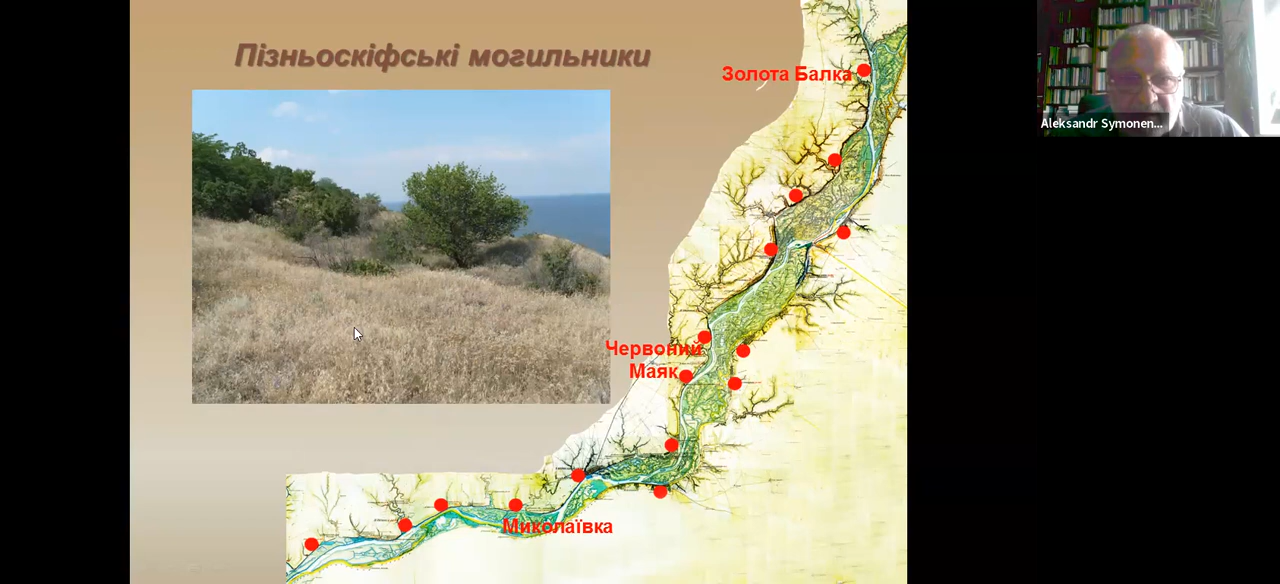 Пізньоскіфські могильники
Золота Балка
Червоний
Маяк
Миколаївка
Aleksandr Symonen...